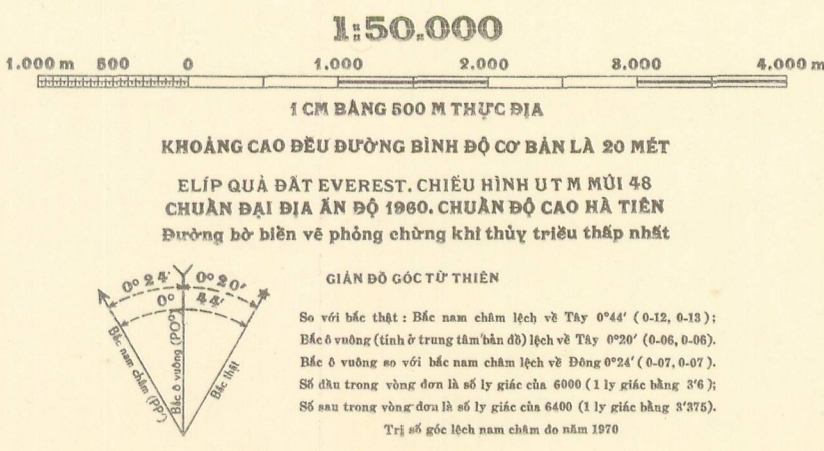 1:50.000
1.000 m 500 0 1.000 2.000 8.000 4.000 m
1 CM BẰNG 500 M THỰC ĐỊA
KHOẢNG CAO ĐỀU ĐƯỜNG BÌNH ĐỘ CƠ BẢN LÀ 20 MÉT
ELÍP QUẢ ĐẤT EVEREST. CHIẾU HÌNH UTM MÚI 48
CHUẨN ĐẠI ĐỊA ẤN ĐỘ 1960. CHUẨN ĐỘ CAO HÀ TIÊN
Đường bờ biển vẽ phỏng chừng khi thủy triều thấp nhất
GIẢN ĐỒ GÓC TỪ THIÊN
0° 24′ 0° 20′
0° 44′
Bắc nam châm (PP′)
Bắc ô vuông (PO°)
Bắc thật
So với bắc thật : Bắc nam châm lệch về Tây 0°44′ (0-12, 0-13);
Bắc ô vuông (tính ở trung tâm bản đồ) lệch về Tây 0°20′ (0-06, 0-06).
Bắc ô vuông so với bắc nam châm lệch về Đông 0°24′ (0-07, 0-07).
Số đầu trong vòng đơn là số ly giác của 6000 (1 ly giác bằng 3′6);
Số sau trong vòng đơn là số ly giác của 6400 (1 ly giác bằng 3′375).
Trị số góc lệch nam châm đo năm 1970